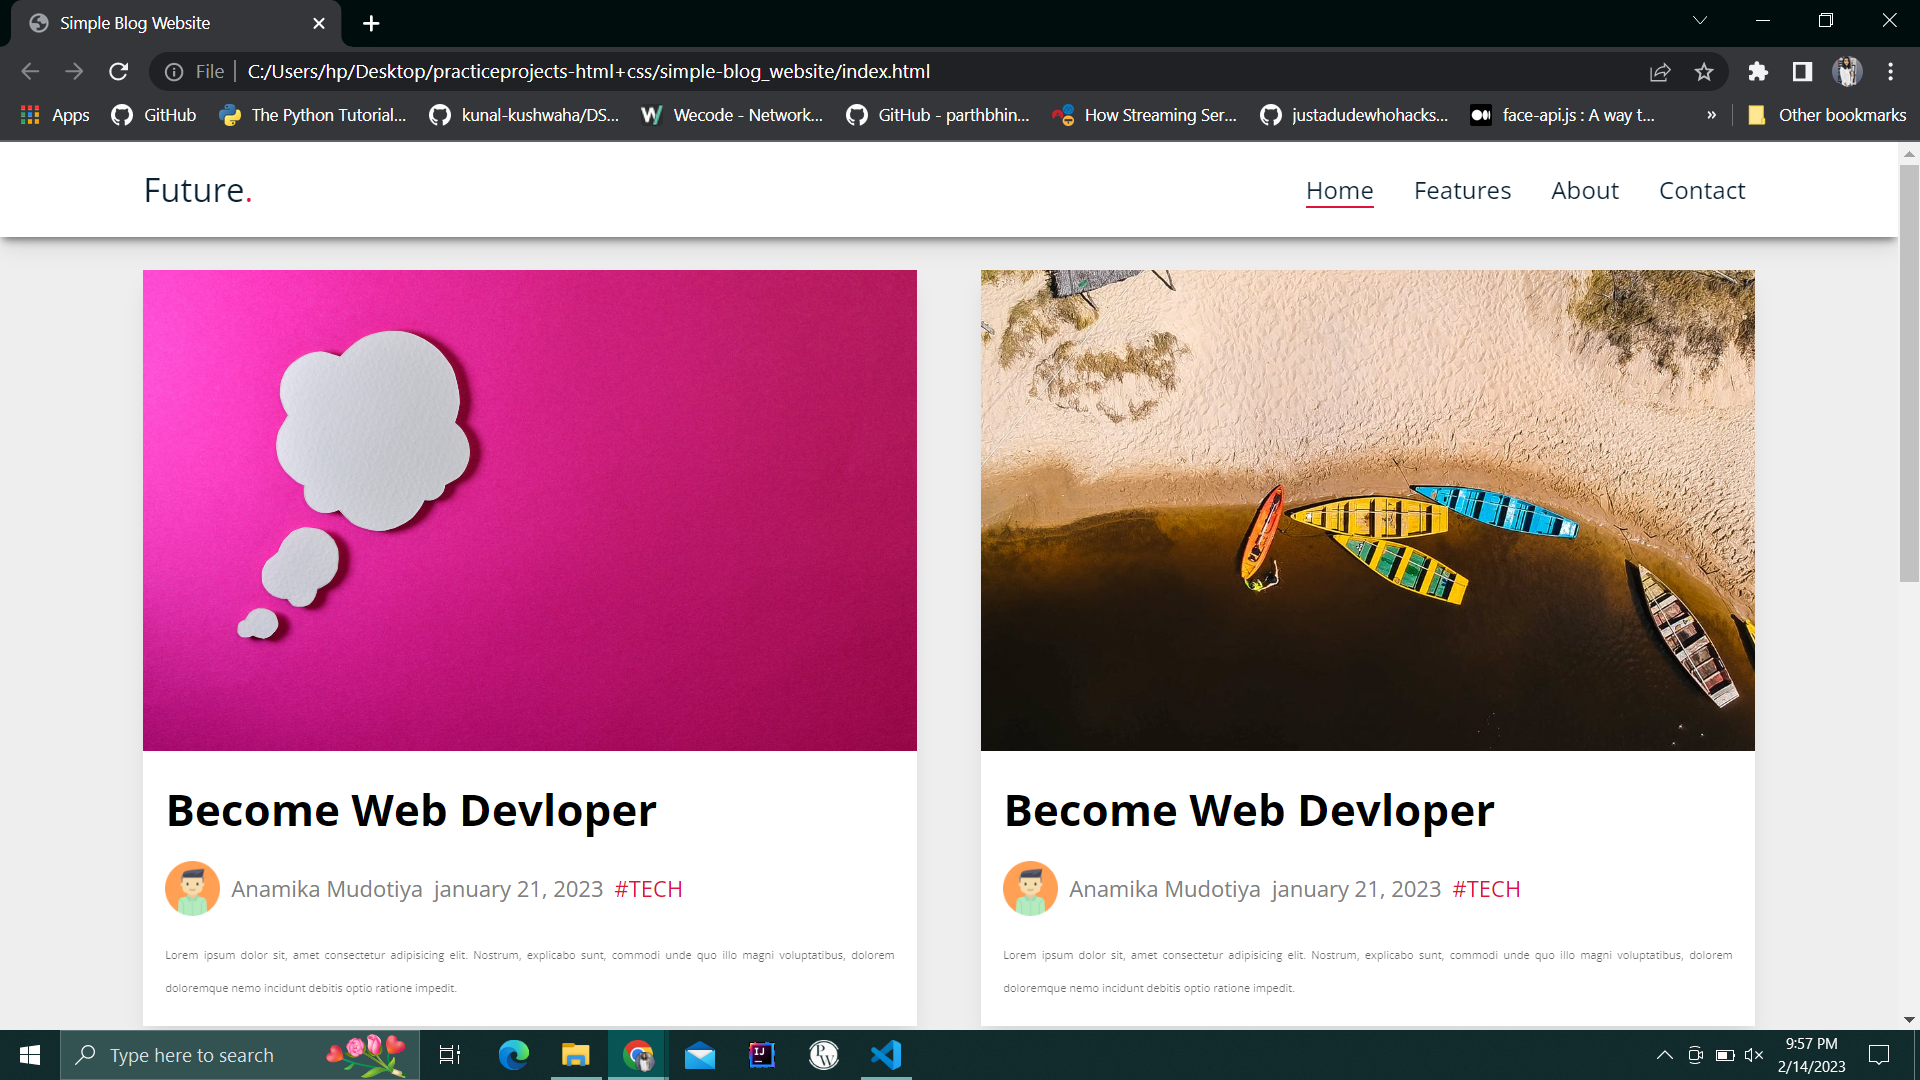 Simple Blog Website
File
C:/Users/hp/Desktop/practiceprojects-html+css/simple-blog_website/index.html
Apps
GitHub
The Python Tutorial...
kunal-kushwaha/DS...
Wecode - Network...
GitHub - parthbhin...
How Streaming Ser...
justadudewhohacks...
face-api.js : A way t...
»
Other bookmarks
Future.
Home
Features
About
Contact
Become Web Devloper
Anamika Mudotiya january 21, 2023 #TECH
Lorem ipsum dolor sit, amet consectetur adipisicing elit. Nostrum, explicabo sunt, commodi unde quo illo magni voluptatibus, dolorem
doloremque nemo incidunt debitis optio ratione impedit.
Become Web Devloper
Anamika Mudotiya january 21, 2023 #TECH
Lorem ipsum dolor sit, amet consectetur adipisicing elit. Nostrum, explicabo sunt, commodi unde quo illo magni voluptatibus, dolorem
doloremque nemo incidunt debitis optio ratione impedit.
Type here to search
IJ
PW
9:57 PM
2/14/2023